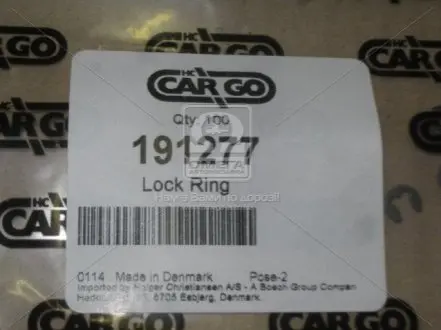 HC
CARGO
Qty: 100
191277
Lock Ring
0114 Made in Denmark Pose-2
Imported by Holger Christiansen A/S - A Bosch Group Compan
6705 Esbjerg, Denmark.